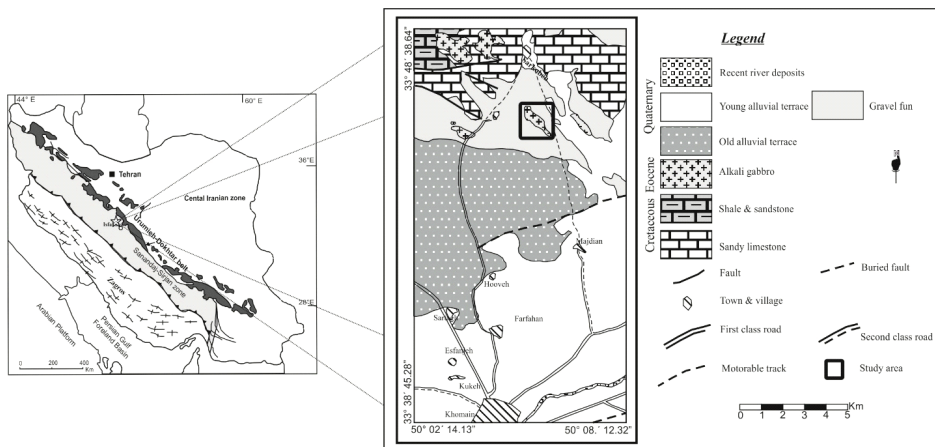 44° E
60° E
36°E
28°E
Tehran
Cental Iranian zone
Urumieh-Dokhtar belt
Sanandaj-Sirjan zone
Zagros
Arabian Platform
Persian Gulf
Foreland Basin
0 200 400
Km
33° 48' 38.64"
33° 38' 45.28"
50° 02' 14.13"
50° 08.' 12.32"
Majdian
Hooveh
Farfahan
Esfanjeh
Kukeh
Khomain
Legend
Quaternary
Eocene
Cretaceous
Recent river deposits
Young alluvial terrace
Gravel fun
Old alluvial terrace
Alkali gabbro
Shale & sandstone
Sandy limestone
Fault
Buried fault
Town & village
First class road
Second class road
Motorable track
Study area
0 1 2 3 4 5
Km